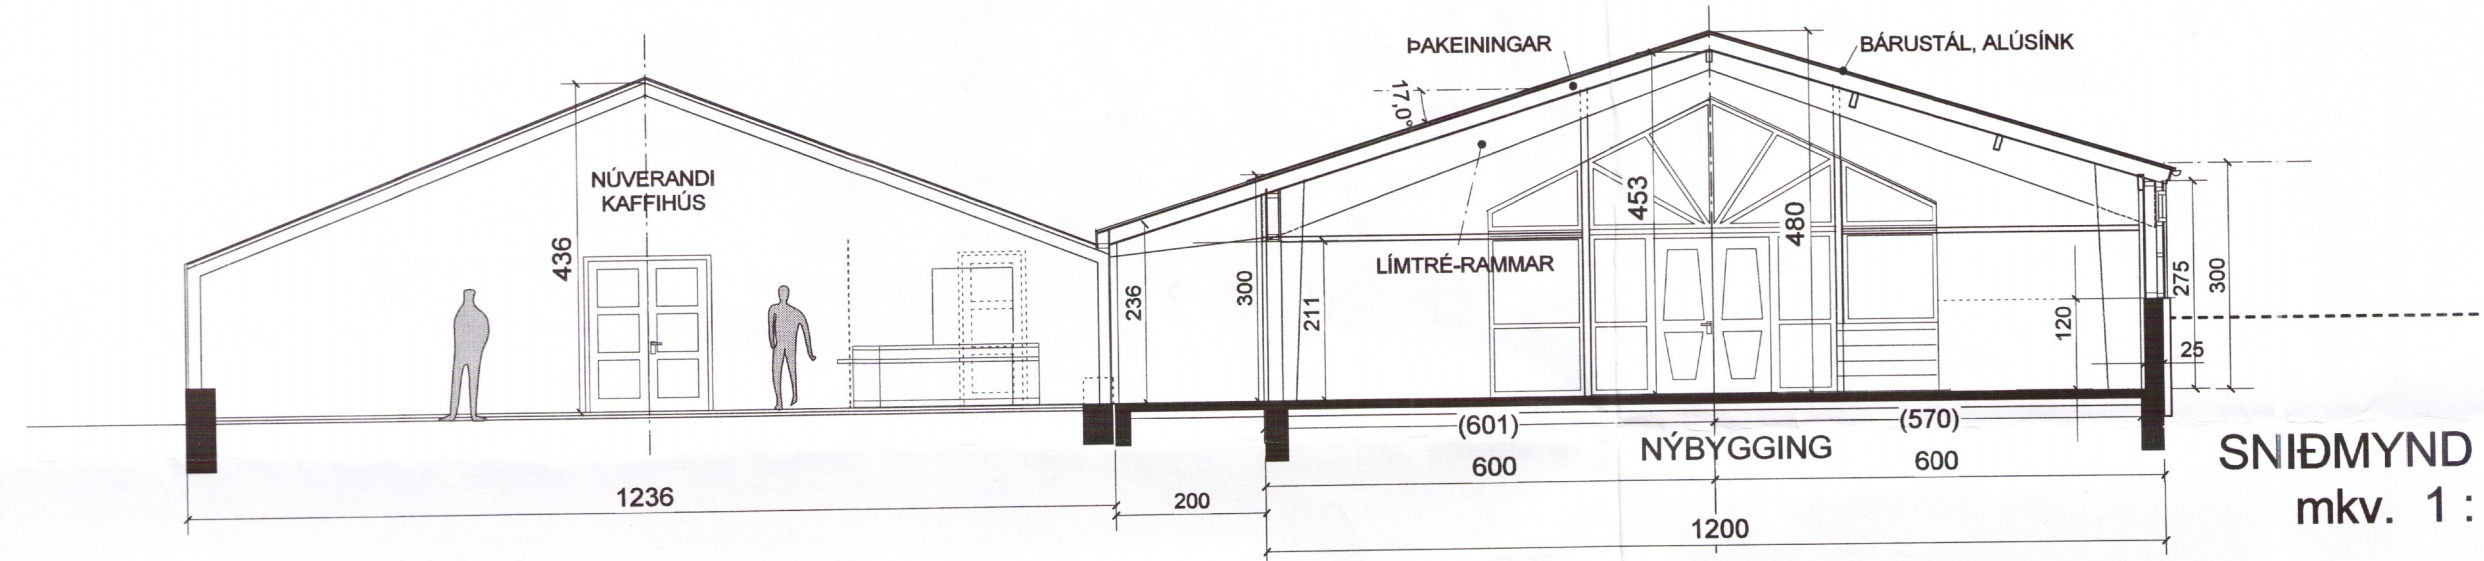 ÞAKEININGAR
BÁRUSTÁL, ALÚSÍNK
17,0°
NÚVERANDI
KAFFIHÚS
436
453
480
LÍMTRÉ-RAMMAR
236
300
211
120
275
300
25
(601)
(570)
NÝBYGGING
600
600
1236
200
1200
SNIÐMYND
mkv. 1 :